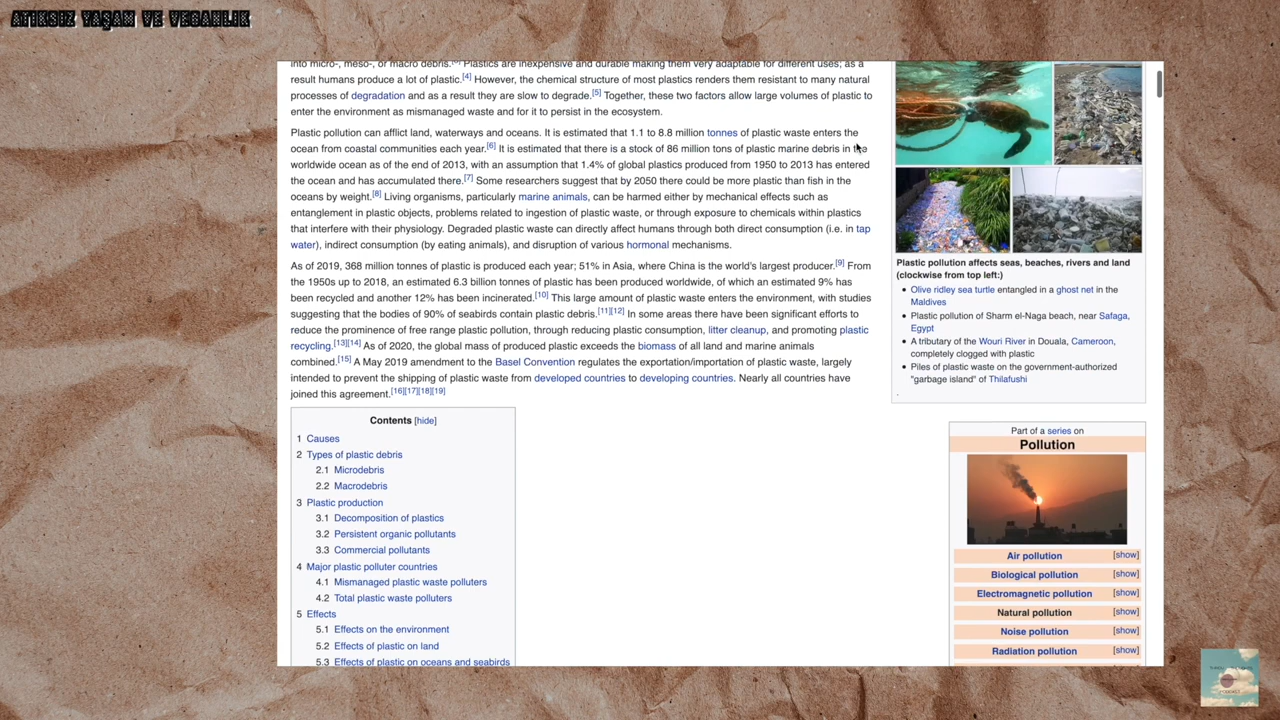 ATIKSIZ YAŞAM VE VEGANLIK
into micro-, meso-, or macro debris. Plastics are inexpensive and durable making them very adaptable for different uses; as a
result humans produce a lot of plastic.[4] However, the chemical structure of most plastics renders them resistant to many natural
processes of degradation and as a result they are slow to degrade.[5] Together, these two factors allow large volumes of plastic to
enter the environment as mismanaged waste and for it to persist in the ecosystem.
Plastic pollution can afflict land, waterways and oceans. It is estimated that 1.1 to 8.8 million tonnes of plastic waste enters the
ocean from coastal communities each year.[6] It is estimated that there is a stock of 86 million tons of plastic marine debris in the
worldwide ocean as of the end of 2013, with an assumption that 1.4% of global plastics produced from 1950 to 2013 has entered
the ocean and has accumulated there.[7] Some researchers suggest that by 2050 there could be more plastic than fish in the
oceans by weight.[8] Living organisms, particularly marine animals, can be harmed either by mechanical effects such as
entanglement in plastic objects, problems related to ingestion of plastic waste, or through exposure to chemicals within plastics
that interfere with their physiology. Degraded plastic waste can directly affect humans through both direct consumption (i.e. in tap
water), indirect consumption (by eating animals), and disruption of various hormonal mechanisms.
As of 2019, 368 million tonnes of plastic is produced each year; 51% in Asia, where China is the world's largest producer.[9] From
the 1950s up to 2018, an estimated 6.3 billion tonnes of plastic has been produced worldwide, of which an estimated 9% has
been recycled and another 12% has been incinerated.[10] This large amount of plastic waste enters the environment, with studies
suggesting that the bodies of 90% of seabirds contain plastic debris.[11][12] In some areas there have been significant efforts to
reduce the prominence of free range plastic pollution, through reducing plastic consumption, litter cleanup, and promoting plastic
recycling.[13][14] As of 2020, the global mass of produced plastic exceeds the biomass of all land and marine animals
combined.[15] A May 2019 amendment to the Basel Convention regulates the exportation/importation of plastic waste, largely
intended to prevent the shipping of plastic waste from developed countries to developing countries. Nearly all countries have
joined this agreement.[16][17][18][19]
Contents [hide]
1 Causes
2 Types of plastic debris
2.1 Microdebris
2.2 Macrodebris
3 Plastic production
3.1 Decomposition of plastics
3.2 Persistent organic pollutants
3.3 Commercial pollutants
4 Major plastic polluter countries
4.1 Mismanaged plastic waste polluters
4.2 Total plastic waste polluters
5 Effects
5.1 Effects on the environment
5.2 Effects of plastic on land
5.3 Effects of plastic on oceans and seabirds
Plastic pollution affects seas, beaches, rivers and land
(clockwise from top left:)
• Olive ridley sea turtle entangled in a ghost net in the
Maldives
• Plastic pollution of Sharm el-Naga beach, near Safaga,
Egypt
• A tributary of the Wouri River in Douala, Cameroon,
completely clogged with plastic
• Piles of plastic waste on the government-authorized
"garbage island" of Thilafushi
.
Part of a series on
Pollution
Air pollution [show]
Biological pollution [show]
Electromagnetic pollution [show]
Natural pollution [show]
Noise pollution [show]
Radiation pollution [show]